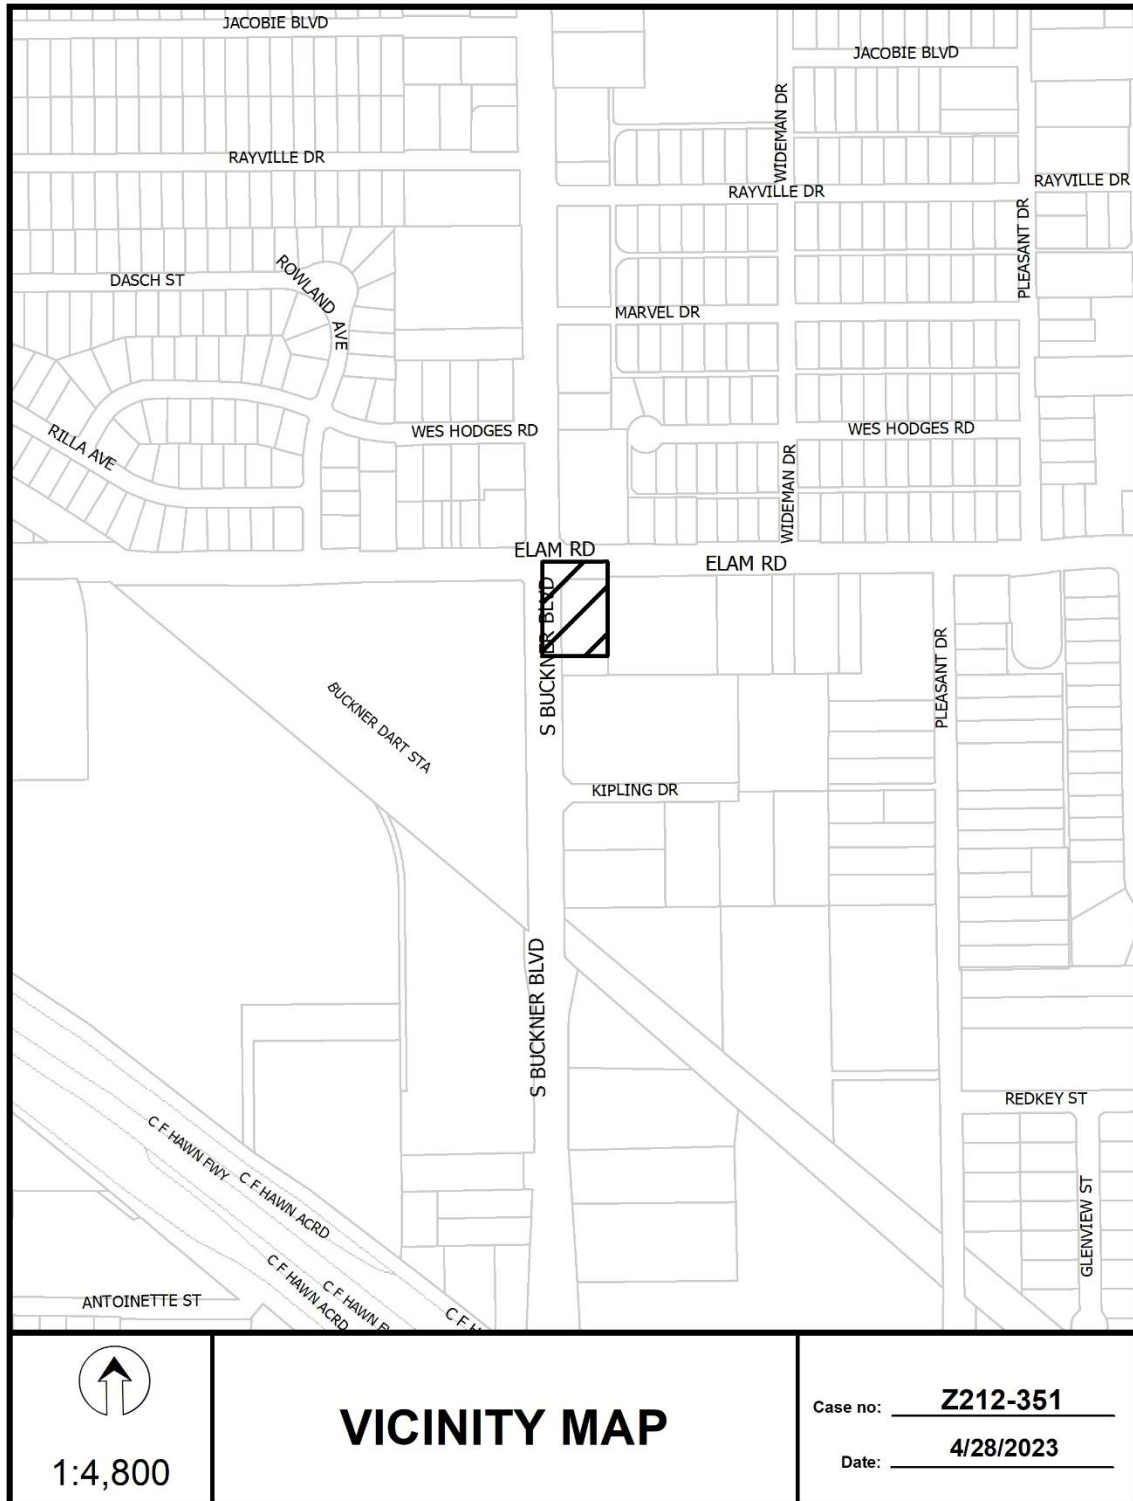 JACOBIE BLVD
JACOBIE BLVD
WIDEMAN DR
RAYVILLE DR
RAYVILLE DR
RAYVILLE DR
PLEASANT DR
DASCH ST
ROWLAND AVE
MARVEL DR
RILLA AVE
WES HODGES RD
WES HODGES RD
WIDEMAN DR
ELAM RD
ELAM RD
S BUCKNER BLVD
PLEASANT DR
BUCKNER DART STA
KIPLING DR
S BUCKNER BLVD
REDKEY ST
C F HAWN FWY
C F HAWN ACRD
GLENVIEW ST
C F HAWN ACRD
C F HAWN F
C F H
ANTOINETTE ST
1:4,800
VICINITY MAP
Case no: Z212-351
Date: 4/28/2023